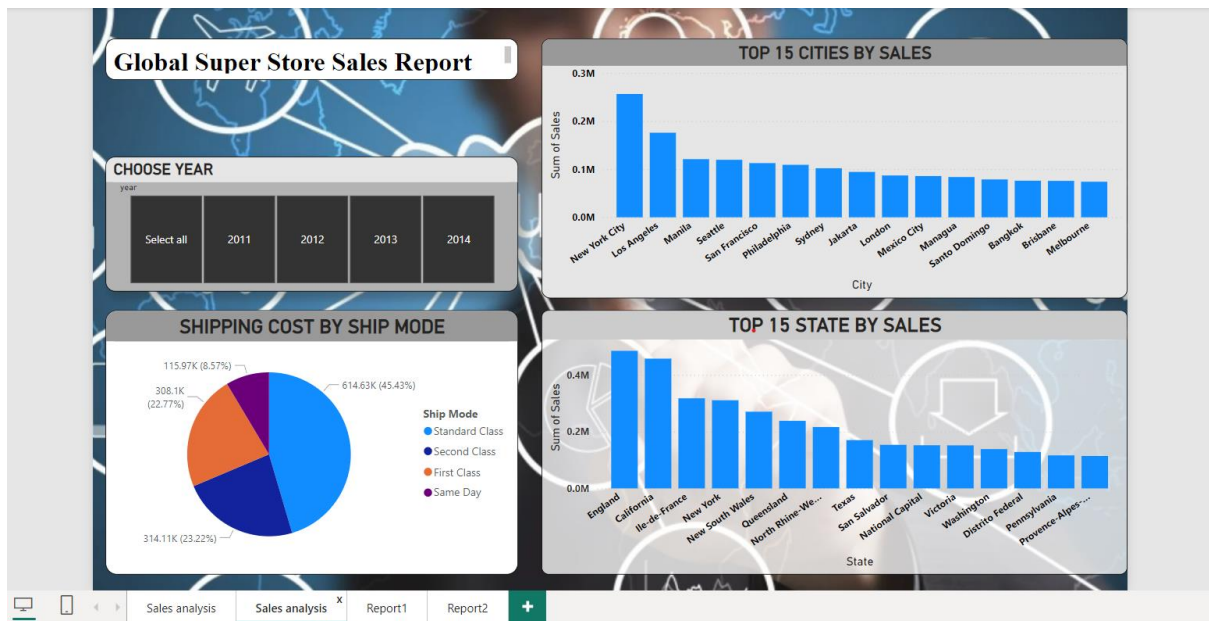 Global Super Store Sales Report
CHOOSE YEAR
year
Select all
2011
2012
2013
2014
SHIPPING COST BY SHIP MODE
115.97K (8.57%)
308.1K
(22.77%)
614.63K (45.43%)
314.11K (23.22%)
Ship Mode
Standard Class
Second Class
First Class
Same Day
TOP 15 CITIES BY SALES
Sum of Sales
0.3M
0.2M
0.1M
0.0M
New York City
Los Angeles
Manila
Seattle
San Francisco
Philadelphia
Sydney
Jakarta
London
Mexico City
Managua
Santo Domingo
Bangkok
Brisbane
Melbourne
City
TOP 15 STATE BY SALES
Sum of Sales
0.4M
0.2M
0.0M
England
California
Ile-de-France
New York
New South Wales
Queensland
North Rhine-We...
Texas
San Salvador
National Capital
Victoria
Washington
Distrito Federal
Pennsylvania
Provence-Alpes-...
State
Sales analysis
Sales analysis
x
Report1
Report2
+